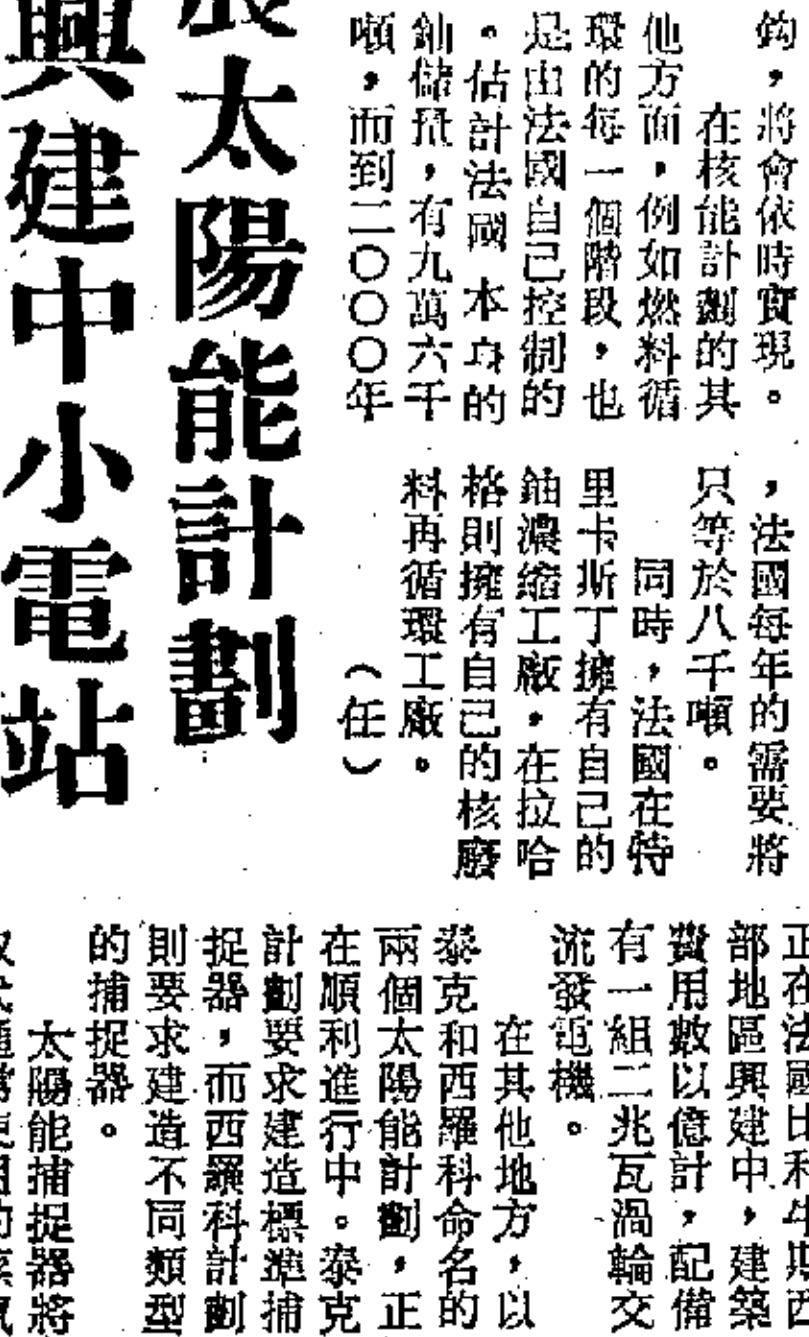 鈎，將會依時實現。
在核能計劃的其
他方面，例如燃料循
環的每一個階段，也
是由法國自己控制的
。估計法國本身的
鈾儲量，有九萬六千
噸，而到二〇〇〇年
，法國每年的需要將
只等於八千噸。
同時，法國在特
里卡斯丁擁有自己的
鈾濃縮工廠，在拉哈
格則擁有自己的核廢
料再循環工廠。
（任）
太陽能計劃
興建中小電站
正在法國比利牛斯西
部地區興建中，建築
費用數以億計，配備
有一組二兆瓦渦輪交
流發電機。
在其他地方，以
泰克和西羅科命名的
兩個太陽能計劃，正
在順利進行中。泰克
計劃要求建造標準捕
捉器，而西羅科計劃
則要求建造不同類型
的捕捉器。
太陽能捕捉器將